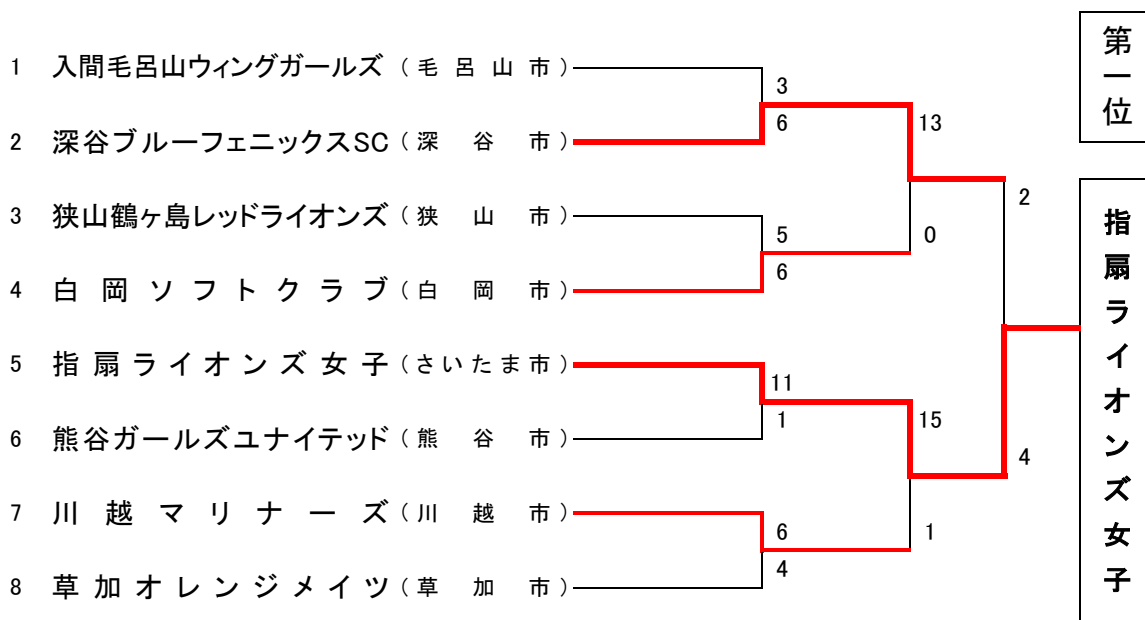 第一位
1 入間毛呂山ウィングガールズ (毛呂山市)
3
2 深谷ブルーフェニックスSC (深谷市)
6
13
3 狭山鶴ヶ島レッドライオンズ (狭山市)
5
0
2
4 白岡ソフトクラブ (白岡市)
6
5 指扇ライオンズ女子 (さいたま市)
11
6 熊谷ガールズユナイテッド (熊谷市)
1
15
4
7 川越マリナーズ (川越市)
6
1
8 草加オレンジメイツ (草加市)
4
指扇ライオンズ女子